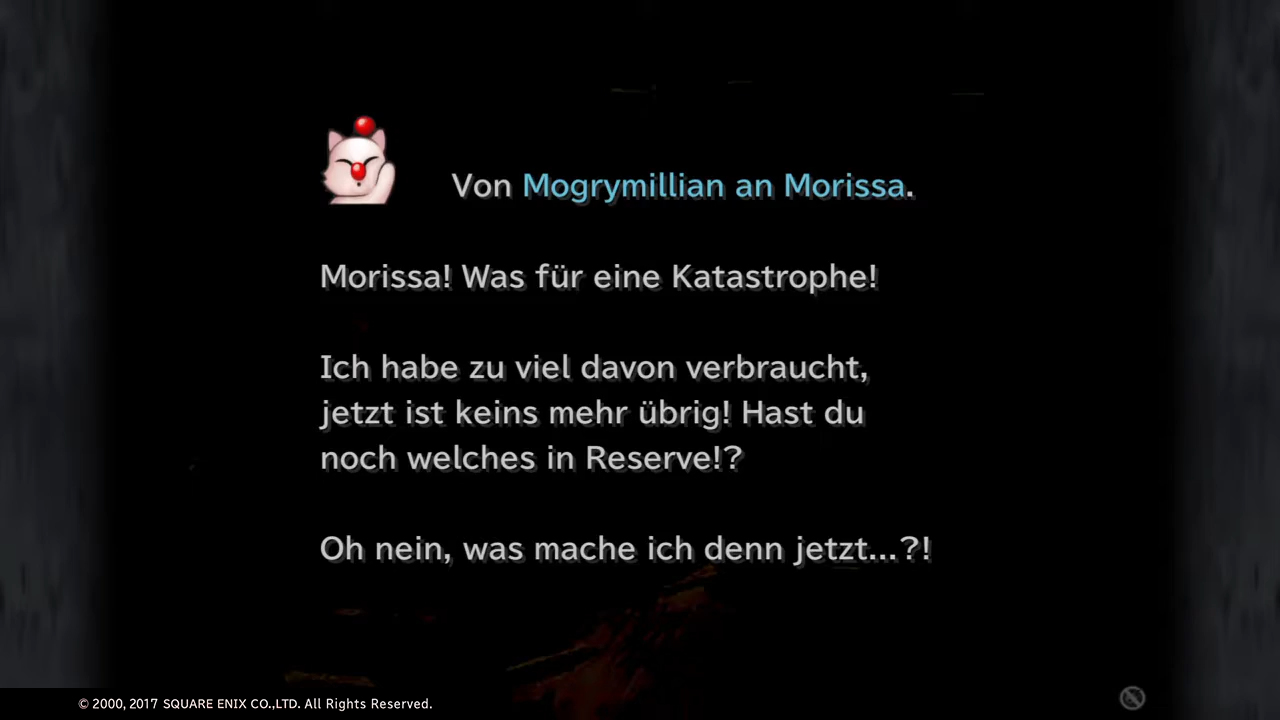 Von Mogrymillian an Morissa.
Morissa! Was für eine Katastrophe!
Ich habe zu viel davon verbraucht,
jetzt ist keins mehr übrig! Hast du
noch welches in Reserve!?
Oh nein, was mache ich denn jetzt...?!
© 2000, 2017 SQUARE ENIX CO.,LTD. All Rights Reserved.